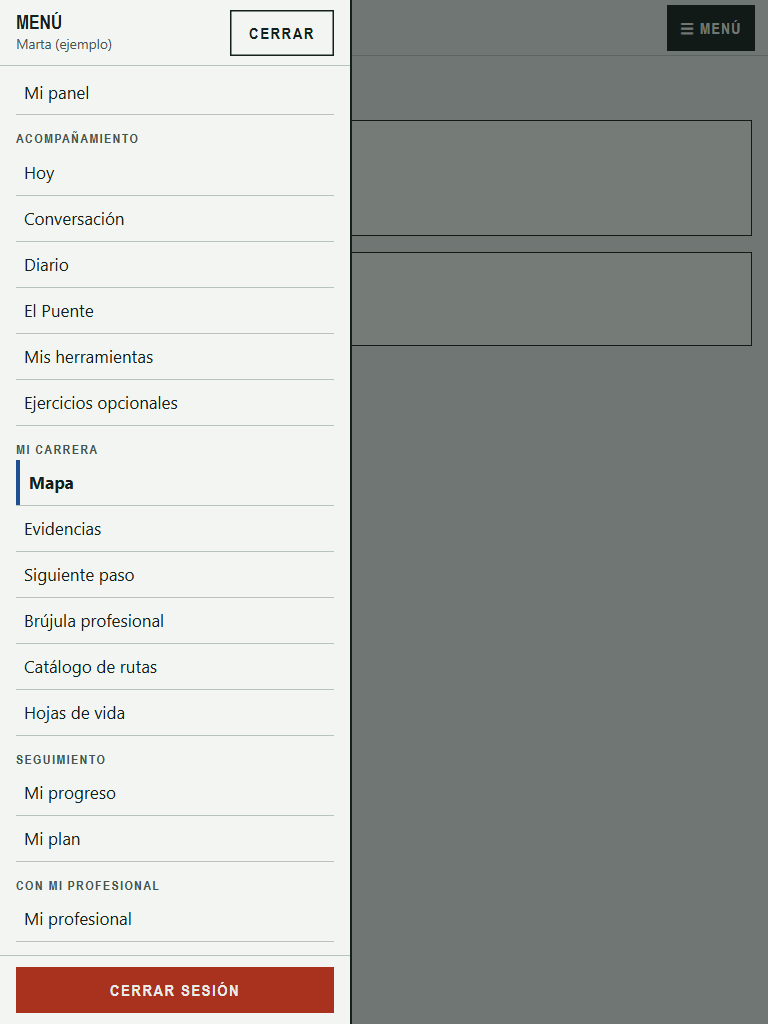 MENÚ
Marta (ejemplo)
CERRAR
☰ MENÚ
Mi panel
ACOMPAÑAMIENTO
Hoy
Conversación
Diario
El Puente
Mis herramientas
Ejercicios opcionales
MI CARRERA
Mapa
Evidencias
Siguiente paso
Brújula profesional
Catálogo de rutas
Hojas de vida
SEGUIMIENTO
Mi progreso
Mi plan
CON MI PROFESIONAL
Mi profesional
CERRAR SESIÓN